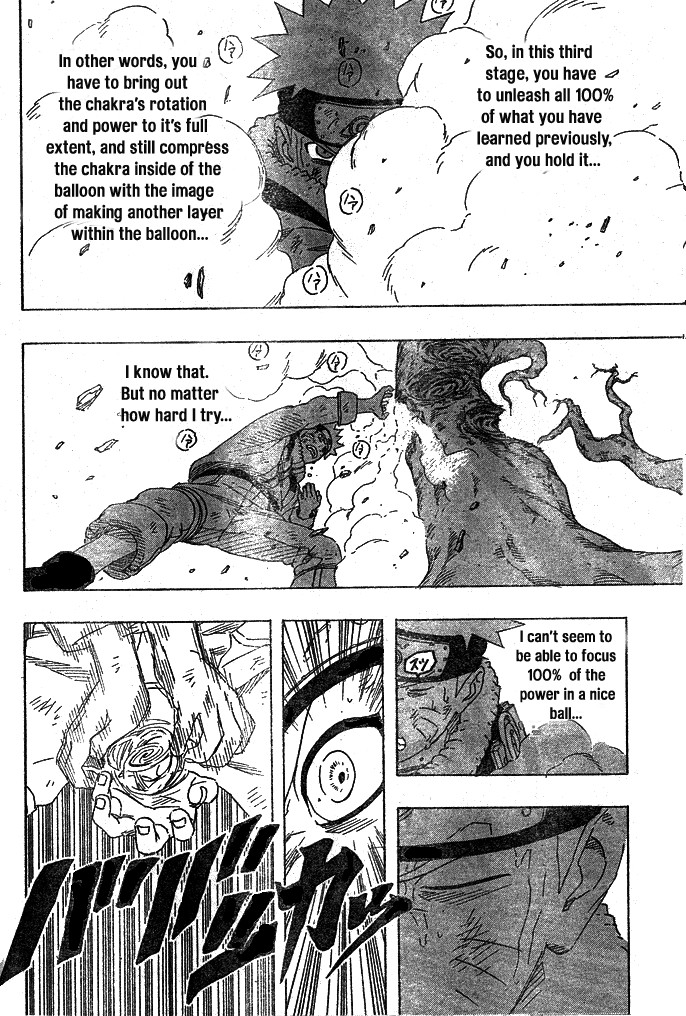 So, in this third
stage, you have
to unleash all 100%
of what you have
learned previously,
and you hold it...
In other words, you
have to bring out
the chakra's rotation
and power to it's full
extent, and still compress
the chakra inside of the
balloon with the image
of making another layer
within the balloon...
I know that.
But no matter
how hard I try...
I can't seem to
be able to focus
100% of the
power in a nice
ball...
スッ